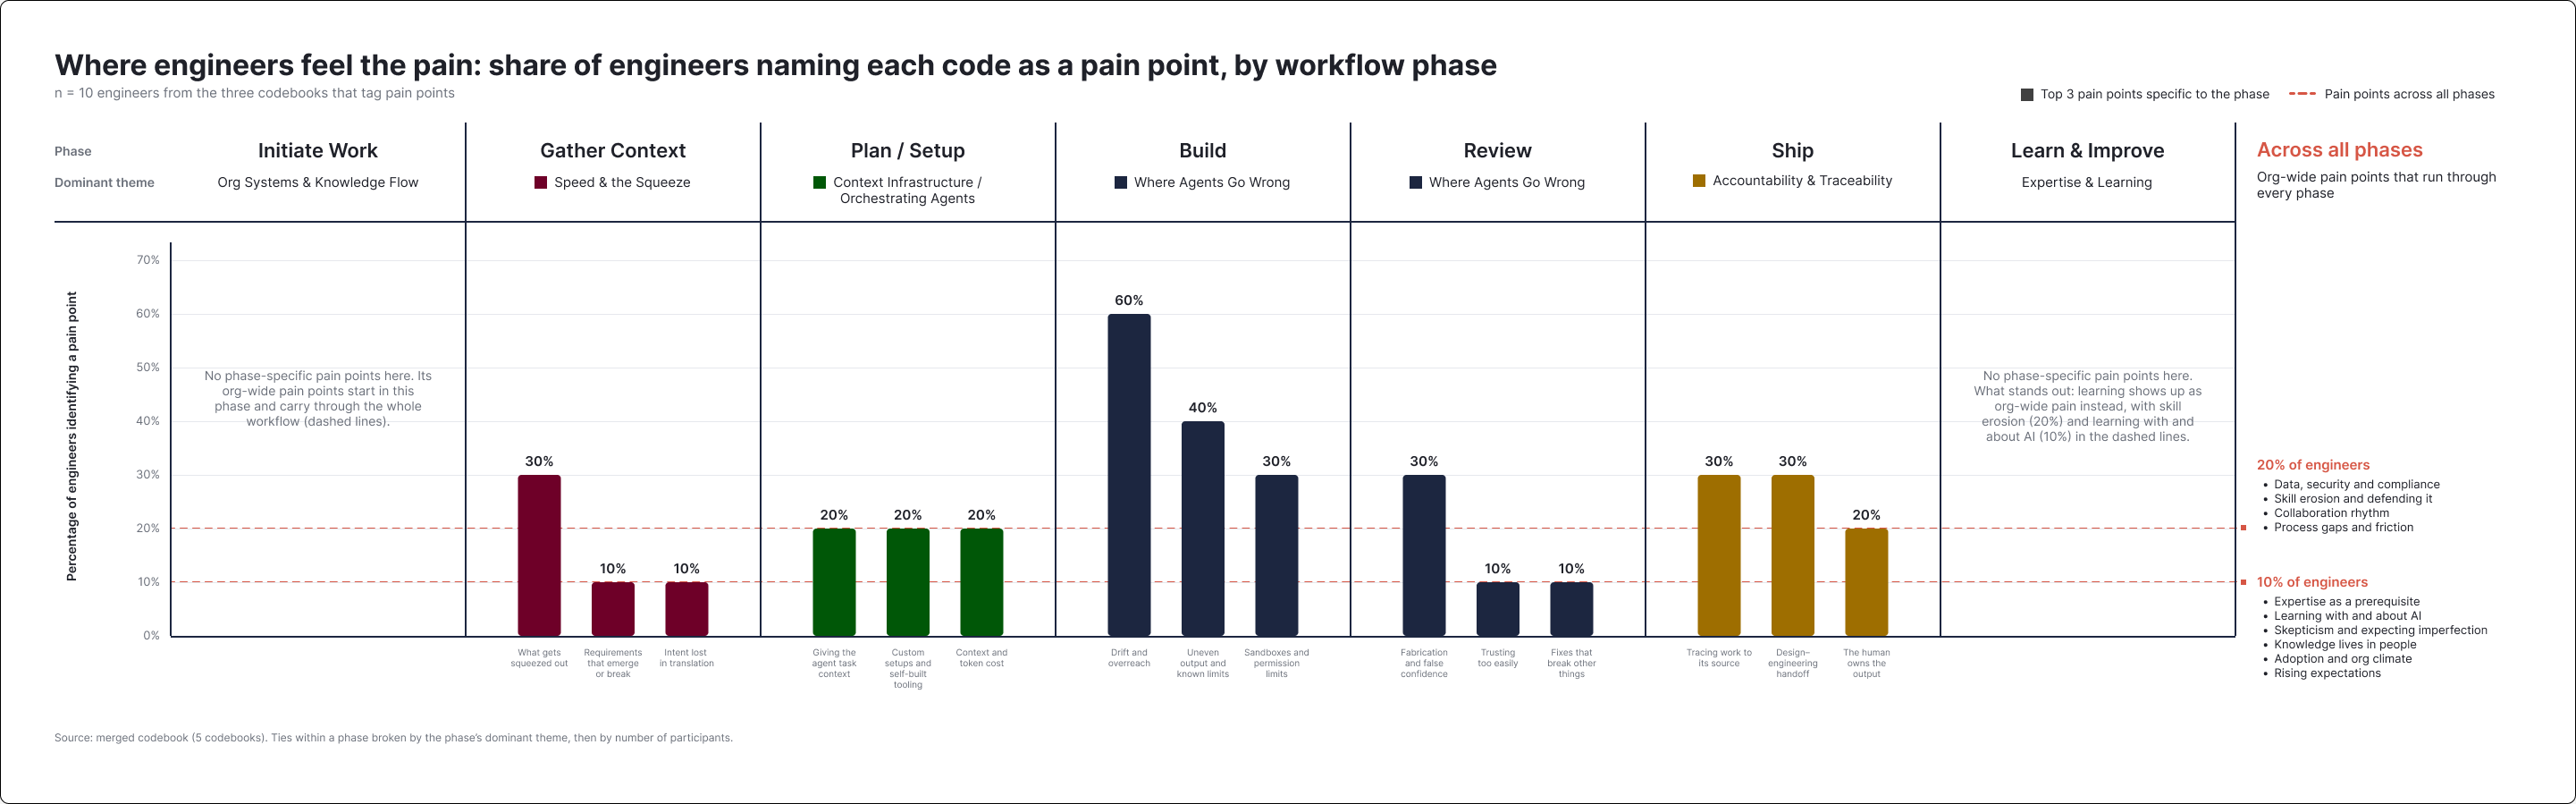 Where engineers feel the pain: share of engineers naming each code as a pain point, by workflow phase
n = 10 engineers from the three codebooks that tag pain points
Top 3 pain points specific to the phase
Pain points across all phases
Phase
Initiate Work
Gather Context
Plan / Setup
Build
Review
Ship
Learn & Improve
Across all phases
Dominant theme
Org Systems & Knowledge Flow
Speed & the Squeeze
Context Infrastructure /
Orchestrating Agents
Where Agents Go Wrong
Where Agents Go Wrong
Accountability & Traceability
Expertise & Learning
Org-wide pain points that run through
every phase
Percentage of engineers identifying a pain point
70%
60%
50%
40%
30%
20%
10%
0%
No phase-specific pain points here. Its
org-wide pain points start in this
phase and carry through the whole
workflow (dashed lines).
30%
10%
10%
What gets
squeezed out
Requirements
that emerge
or break
Intent lost
in translation
20%
20%
20%
Giving the
agent task
context
Custom
setups and
self-built
tooling
Context and
token cost
60%
40%
30%
Drift and
overreach
Uneven
output and
known limits
Sandboxes and
permission
limits
30%
10%
10%
Fabrication
and false
confidence
Trusting
too easily
Fixes that
break other
things
30%
30%
20%
Tracing work to
its source
Design–
engineering
handoff
The human
owns the
output
No phase-specific pain points here.
What stands out: learning shows up as
org-wide pain instead, with skill
erosion (20%) and learning with and
about AI (10%) in the dashed lines.
20% of engineers
• Data, security and compliance
• Skill erosion and defending it
• Collaboration rhythm
• Process gaps and friction
10% of engineers
• Expertise as a prerequisite
• Learning with and about AI
• Skepticism and expecting imperfection
• Knowledge lives in people
• Adoption and org climate
• Rising expectations
Source: merged codebook (5 codebooks). Ties within a phase broken by the phase's dominant theme, then by number of participants.